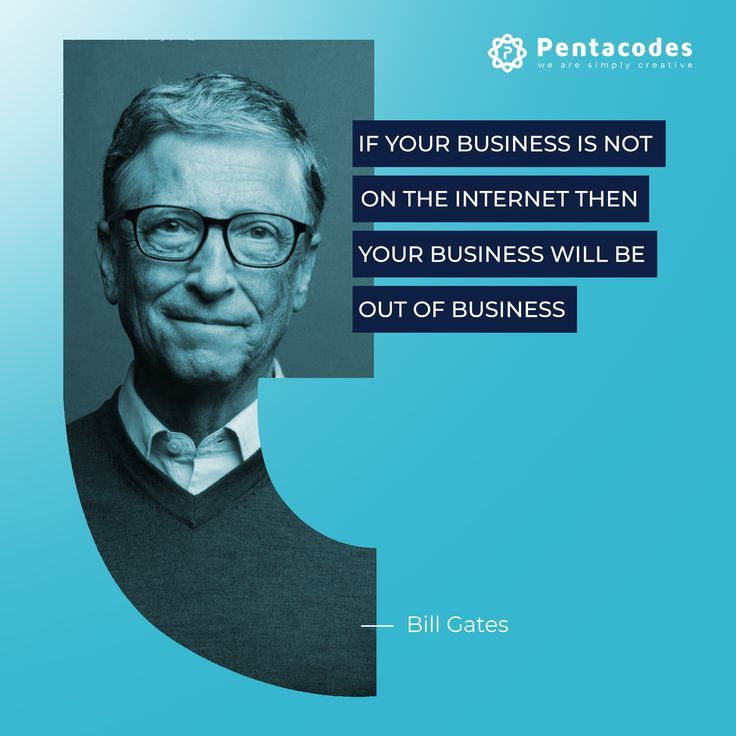 Pentacodes
we are simply creative
IF YOUR BUSINESS IS NOT
ON THE INTERNET THEN
YOUR BUSINESS WILL BE
OUT OF BUSINESS
— Bill Gates